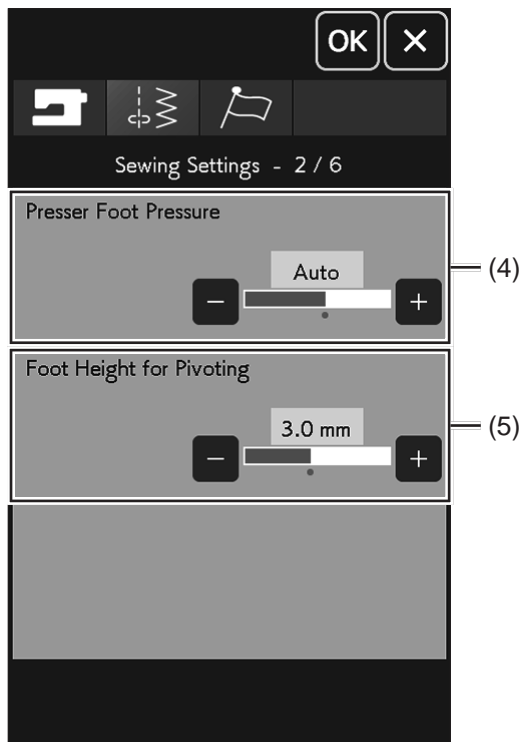 OK ×
Sewing Settings - 2 / 6
Presser Foot Pressure
Auto
− +
(4)
Foot Height for Pivoting
3.0 mm
− +
(5)